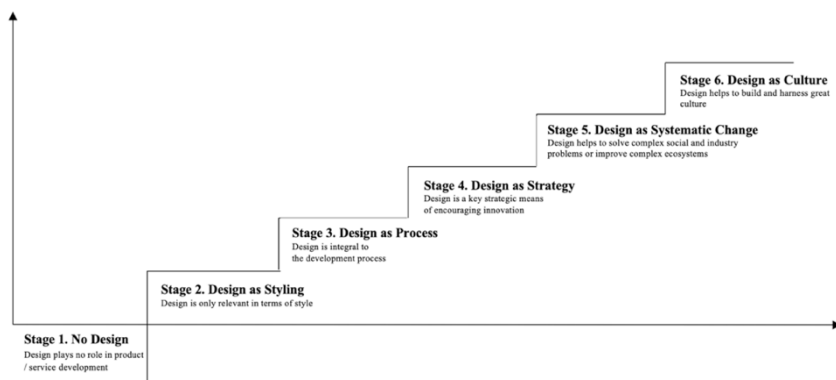 Stage 6. Design as Culture
Design helps to build and harness great
culture
Stage 5. Design as Systematic Change
Design helps to solve complex social and industry
problems or improve complex ecosystems
Stage 4. Design as Strategy
Design is a key strategic means
of encouraging innovation
Stage 3. Design as Process
Design is integral to
the development process
Stage 2. Design as Styling
Design is only relevant in terms of style
Stage 1. No Design
Design plays no role in product
/ service development